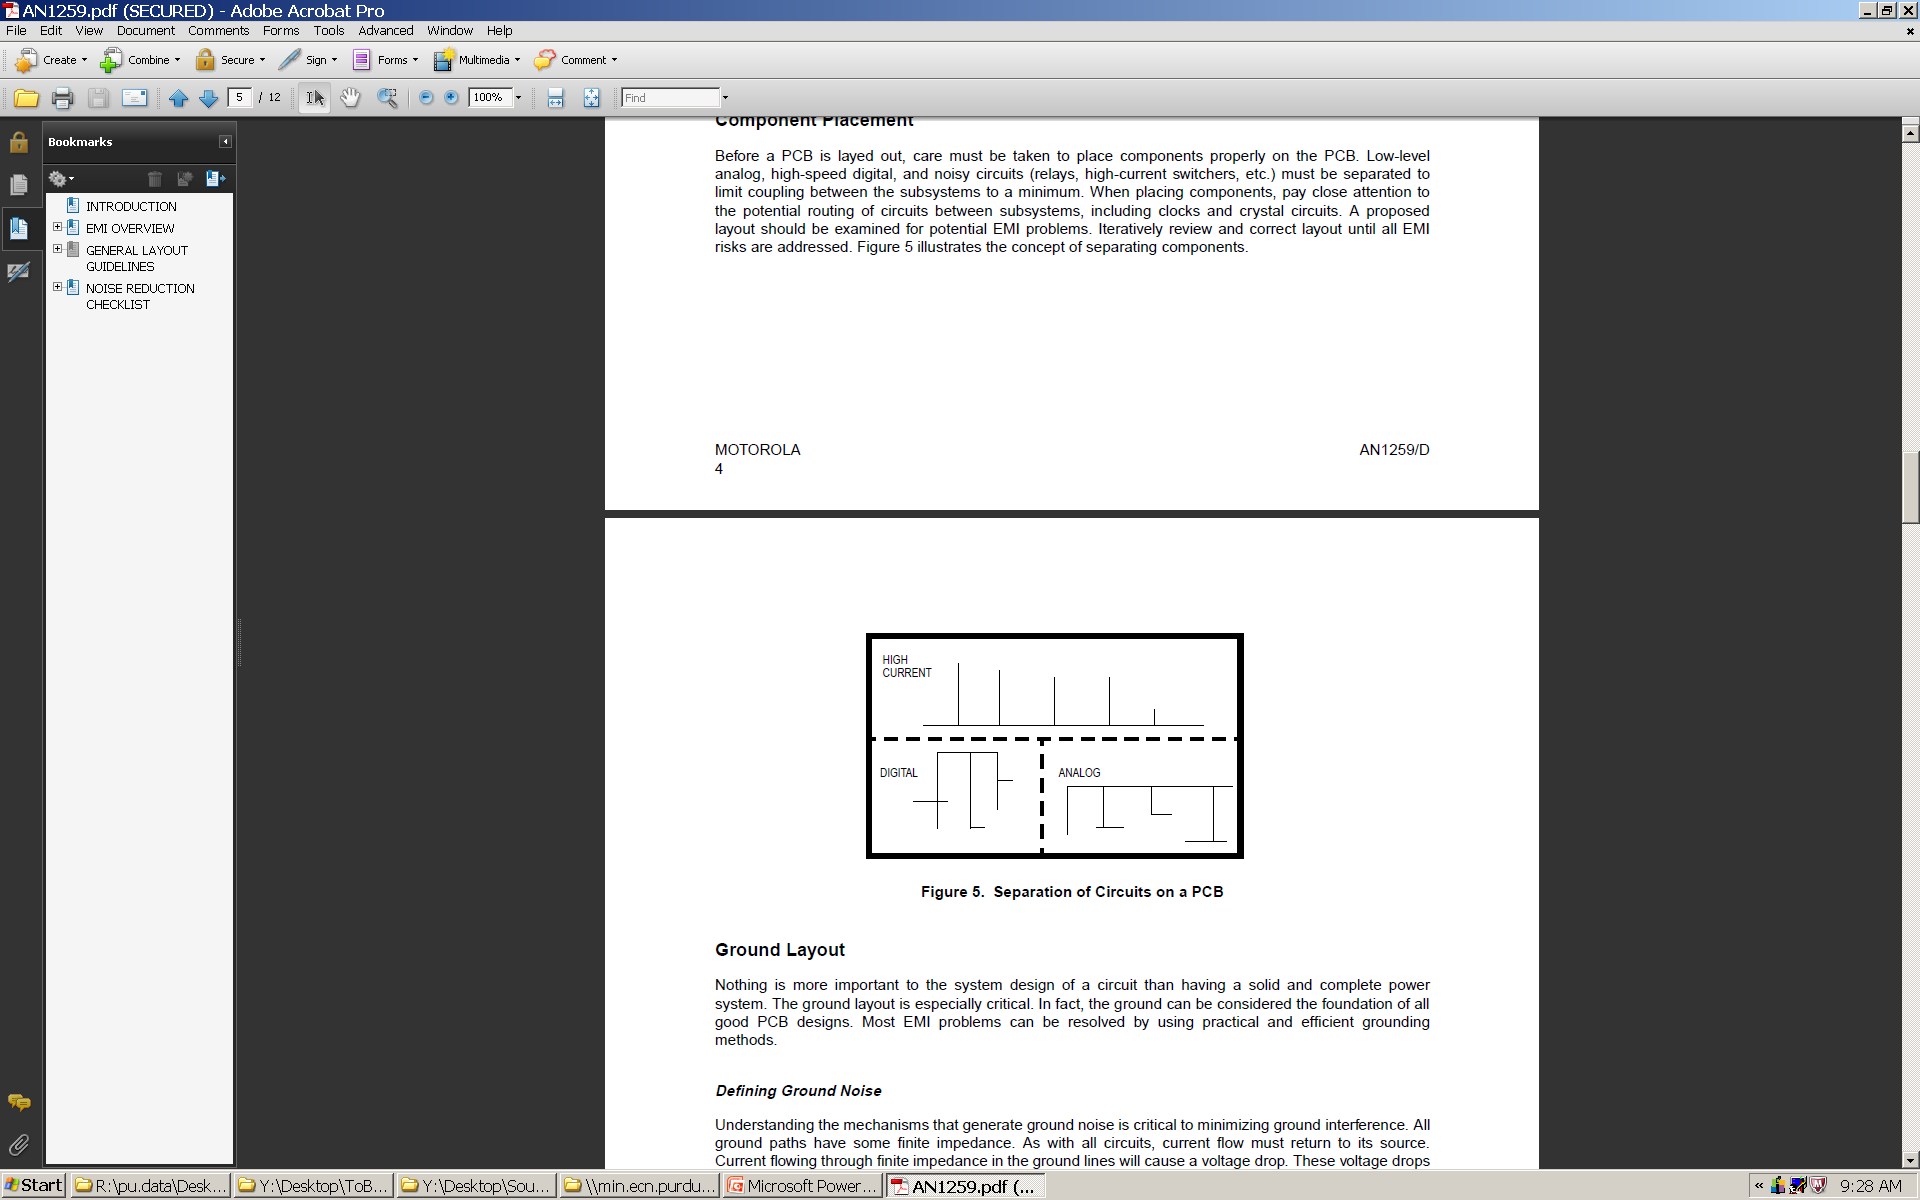 AN1259.pdf (SECURED) - Adobe Acrobat Pro
File Edit View Document Comments Forms Tools Advanced Window Help
Create Combine Secure Sign Forms Multimedia Comment
5 / 12 100% Find
Bookmarks
INTRODUCTION
EMI OVERVIEW
GENERAL LAYOUT
GUIDELINES
NOISE REDUCTION
CHECKLIST
Component Placement
Before a PCB is layed out, care must be taken to place components properly on the PCB. Low-level
analog, high-speed digital, and noisy circuits (relays, high-current switchers, etc.) must be separated to
limit coupling between the subsystems to a minimum. When placing components, pay close attention to
the potential routing of circuits between subsystems, including clocks and crystal circuits. A proposed
layout should be examined for potential EMI problems. Iteratively review and correct layout until all EMI
risks are addressed. Figure 5 illustrates the concept of separating components.
MOTOROLA AN1259/D
4
HIGH
CURRENT
DIGITAL ANALOG
Figure 5. Separation of Circuits on a PCB
Ground Layout
Nothing is more important to the system design of a circuit than having a solid and complete power
system. The ground layout is especially critical. In fact, the ground can be considered the foundation of all
good PCB designs. Most EMI problems can be resolved by using practical and efficient grounding
methods.
Defining Ground Noise
Understanding the mechanisms that generate ground noise is critical to minimizing ground interference. All
ground paths have some finite impedance. As with all circuits, current flow must return to its source.
Current flowing through finite impedance in the ground lines will cause a voltage drop. These voltage drops
Start R:\pu.data\Desk... Y:\Desktop\ToB... Y:\Desktop\Sou... \\min.ecn.purdu... Microsoft Power... AN1259.pdf (... « 9:28 AM